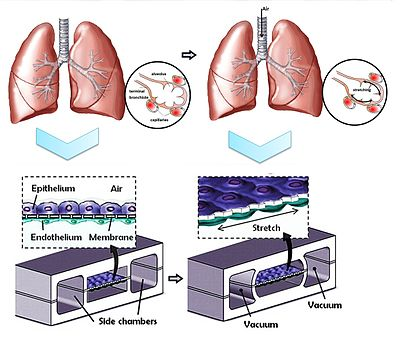 Air
alveolus
terminal
bronchiole
capillaries
stretching
Epithelium Air
Endothelium Membrane
Stretch
Side chambers
Vacuum
Vacuum